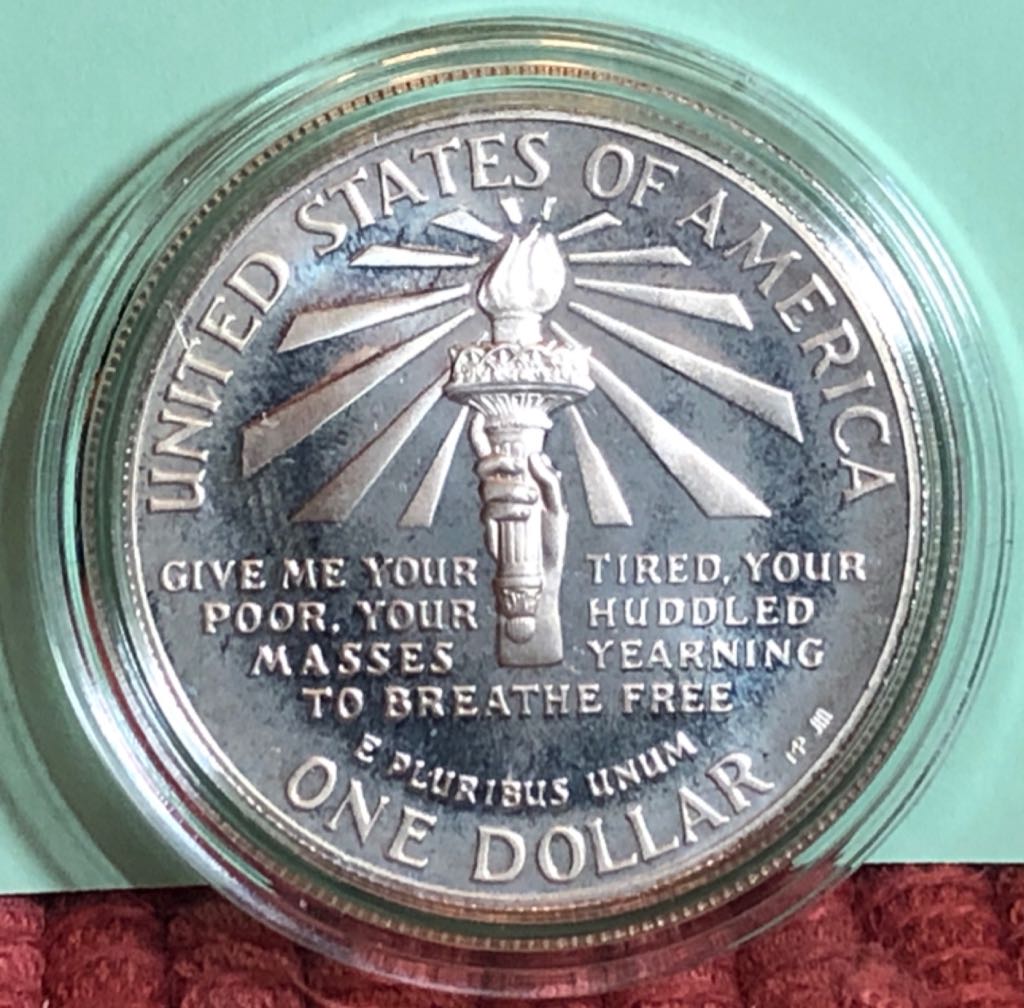 UNITED STATES OF AMERICA
GIVE ME YOUR TIRED, YOUR
POOR, YOUR HUDDLED
MASSES YEARNING
TO BREATHE FREE
E PLURIBUS UNUM
ONE DOLLAR